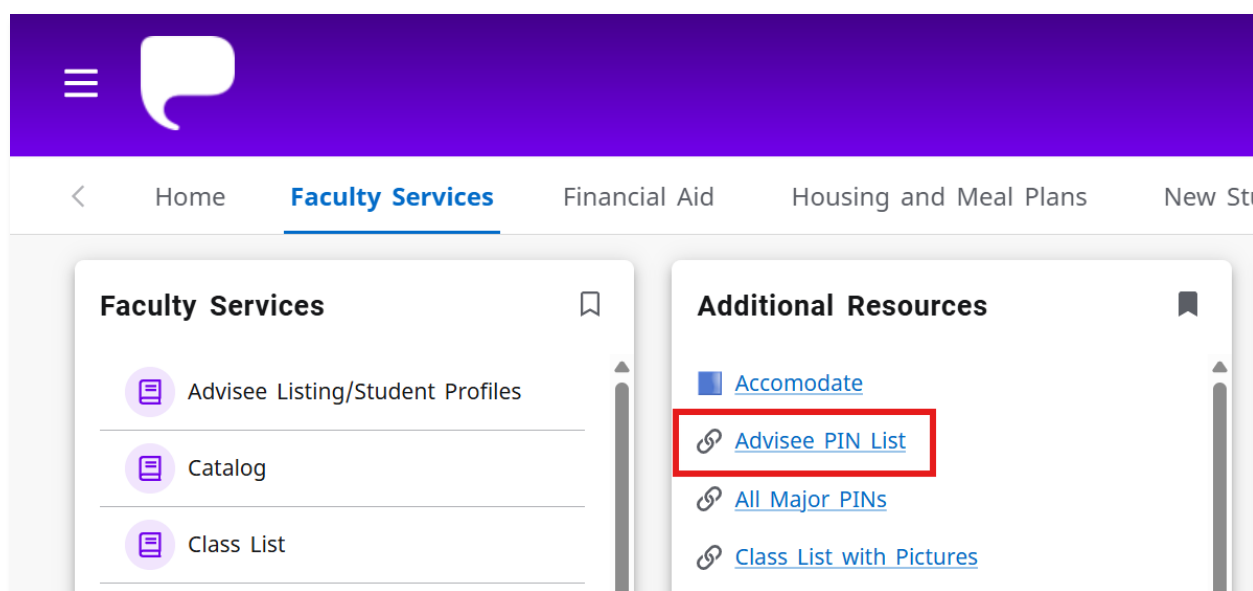 Home Faculty Services Financial Aid Housing and Meal Plans New Stu
Faculty Services
Advisee Listing/Student Profiles
Catalog
Class List
Additional Resources
Accomodate
Advisee PIN List
All Major PINs
Class List with Pictures